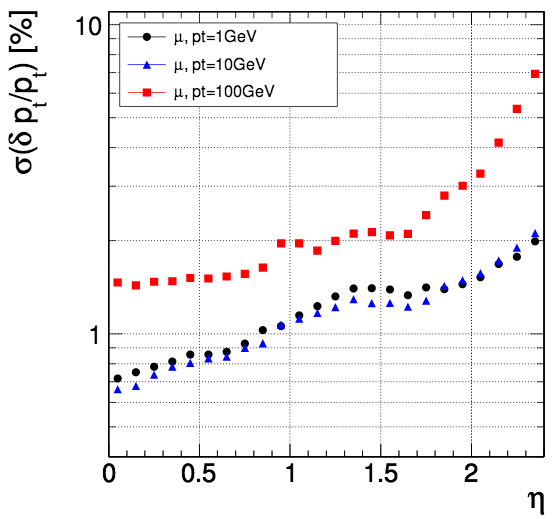 σ(δ p_t/p_t) [%]
10
1
μ, pt=1GeV
μ, pt=10GeV
μ, pt=100GeV
0 0.5 1 1.5 2
η